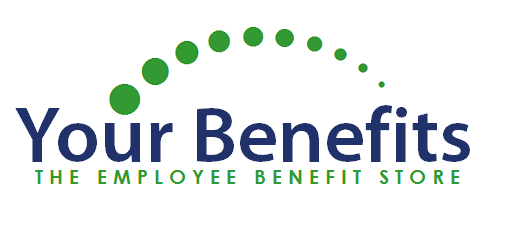 Your Benefits
THE EMPLOYEE BENEFIT STORE